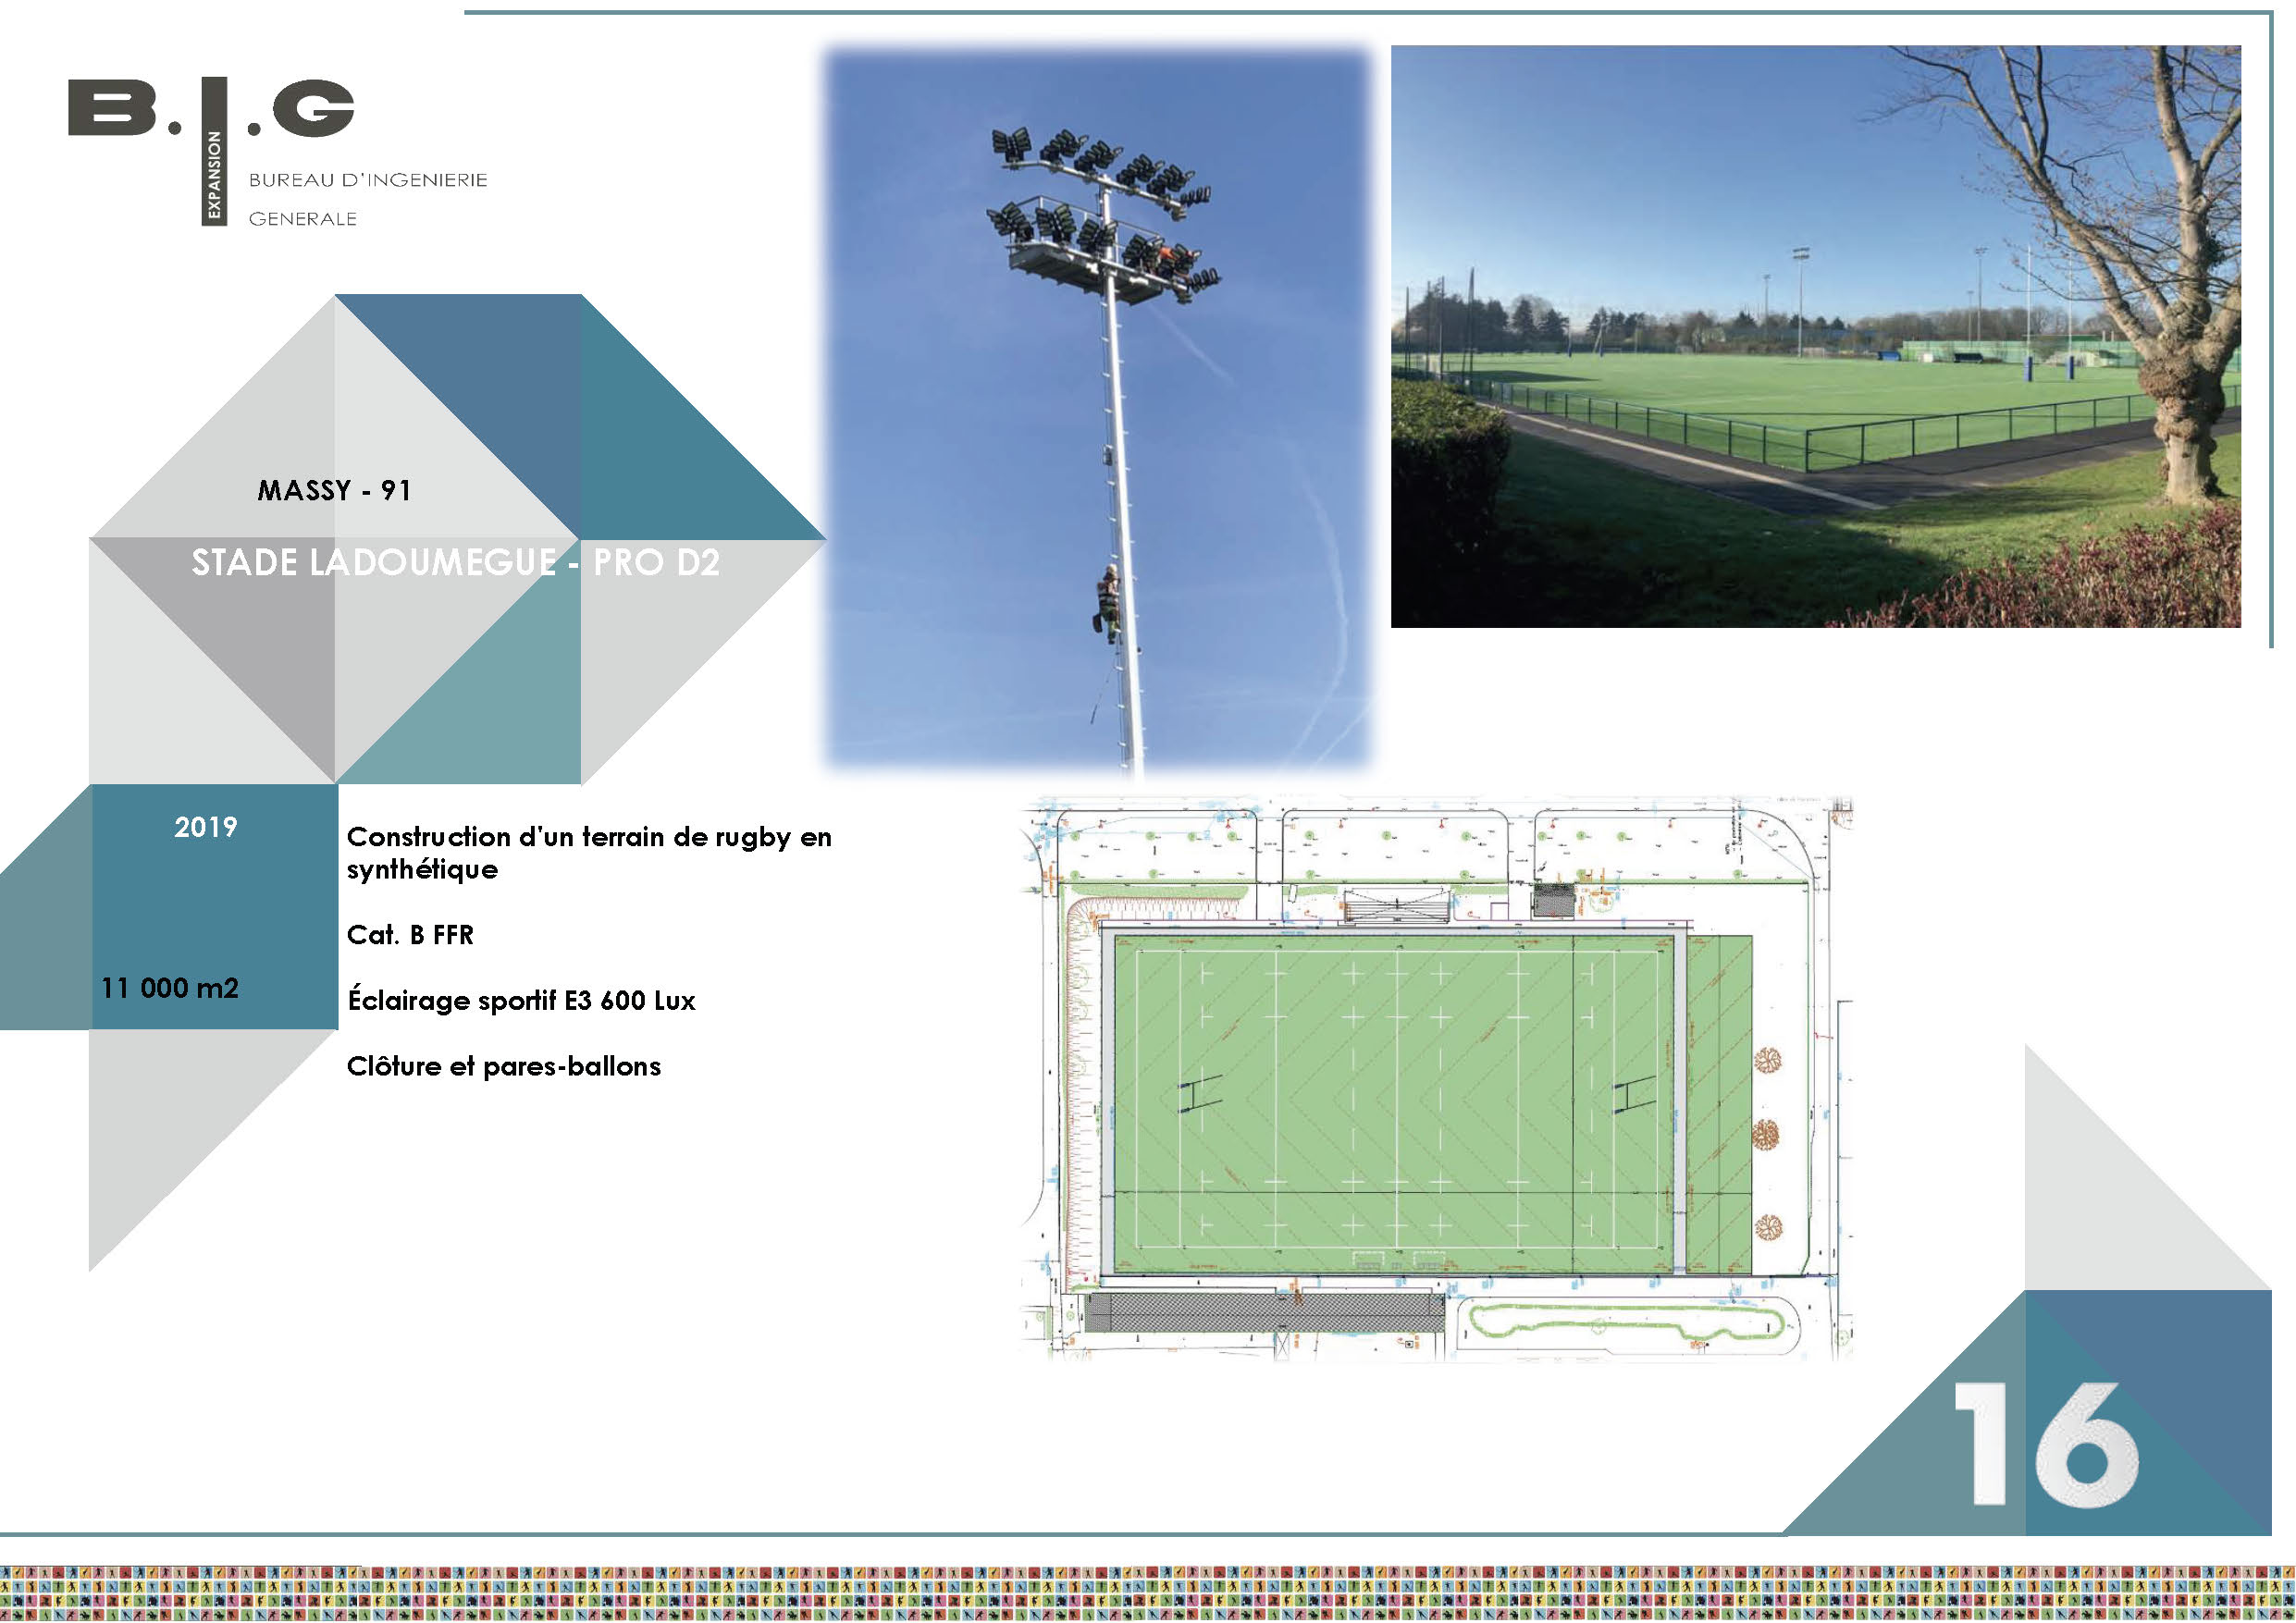 B.I.G
EXPANSION
BUREAU D'INGENIERIE
GENERALE
MASSY - 91
STADE LADOUMEGUE - PRO D2
2019
11 000 m2
Construction d'un terrain de rugby en
synthétique
Cat. B FFR
Éclairage sportif E3 600 Lux
Clôture et pares-ballons
16